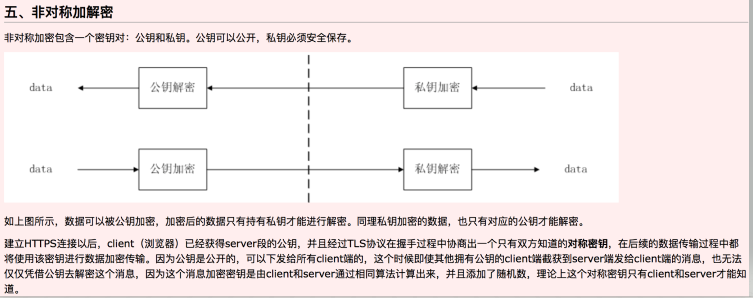 五、非对称加解密
非对称加密包含一个密钥对：公钥和私钥。公钥可以公开，私钥必须安全保存。
data 公钥解密 私钥加密 data
data 公钥加密 私钥解密 data
如上图所示，数据可以被公钥加密，加密后的数据只有持有私钥才能进行解密。同理私钥加密的数据，也只有对应的公钥才能解密。
建立HTTPS连接以后，client（浏览器）已经获得server段的公钥，并且经过TLS协议在握手过程中协商出一个只有双方知道的对称密钥，在后续的数据传输过程中都
将使用该密钥进行数据加密传输。因为公钥是公开的，可以下发给所有client端的，这个时候即使其他拥有公钥的client端截获到server端发给client端的消息，也无法
仅仅凭借公钥去解密这个消息，因为这个消息加密密钥是由client和server通过相同算法计算出来，并且添加了随机数，理论上这个对称密钥只有client和server才能知
道。